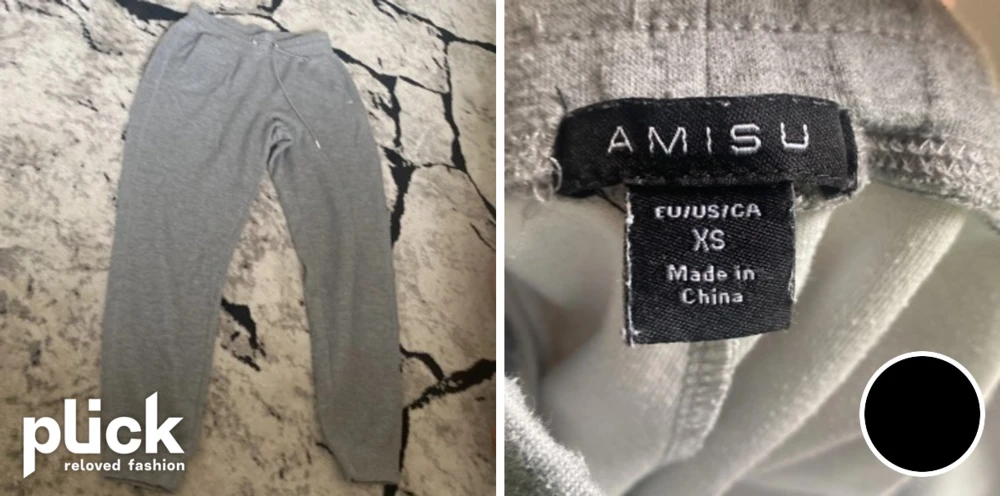 plick
reloved fashion
AMISU
EU/US/CA
XS
Made in
China